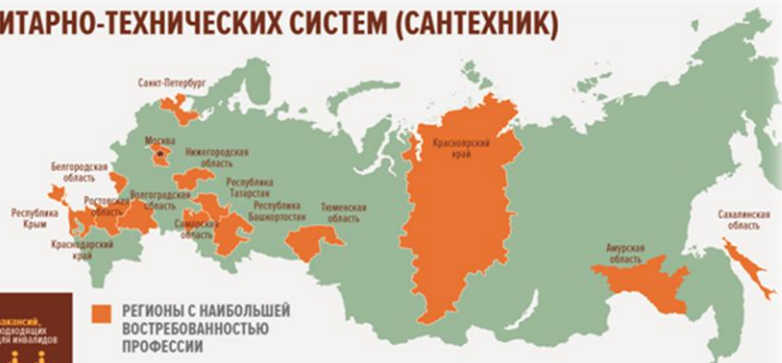 ИТАРНО-ТЕХНИЧЕСКИХ СИСТЕМ (САНТЕХНИК)
Санкт-Петербург
Москва
Нижегородская
область
Красноярский
край
Белгородская
область
Республика
Татарстан
Ростовская
область
Волгоградская
область
Республика
Башкортостан
Тюменская
область
Республика
Крым
Самарская
область
Сахалинская
область
Краснодарский
край
Амурская
область
РЕГИОНЫ С НАИБОЛЬШЕЙ
ВОСТРЕБОВАННОСТЬЮ
ПРОФЕССИИ
вакансий,
подходящих
для инвалидов